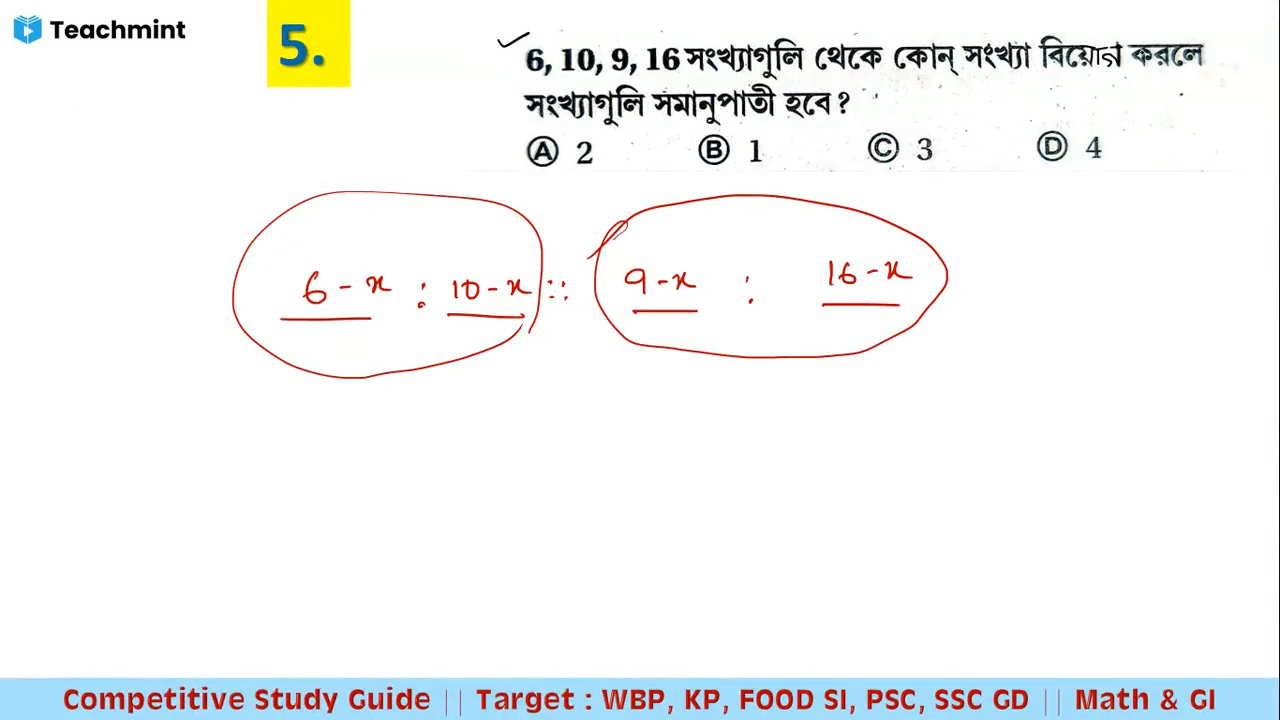 Teachmint
5.
6, 10, 9, 16 সংখ্যাগুলি থেকে কোন্ সংখ্যা বিয়োগ করলে
সংখ্যাগুলি সমানুপাতী হবে ?
Ⓐ 2 Ⓑ 1 Ⓒ 3 Ⓓ 4
6 - x : 10 - x :: 9 - x : 16 - x
Competitive Study Guide || Target : WBP, KP, FOOD SI, PSC, SSC GD || Math & GI